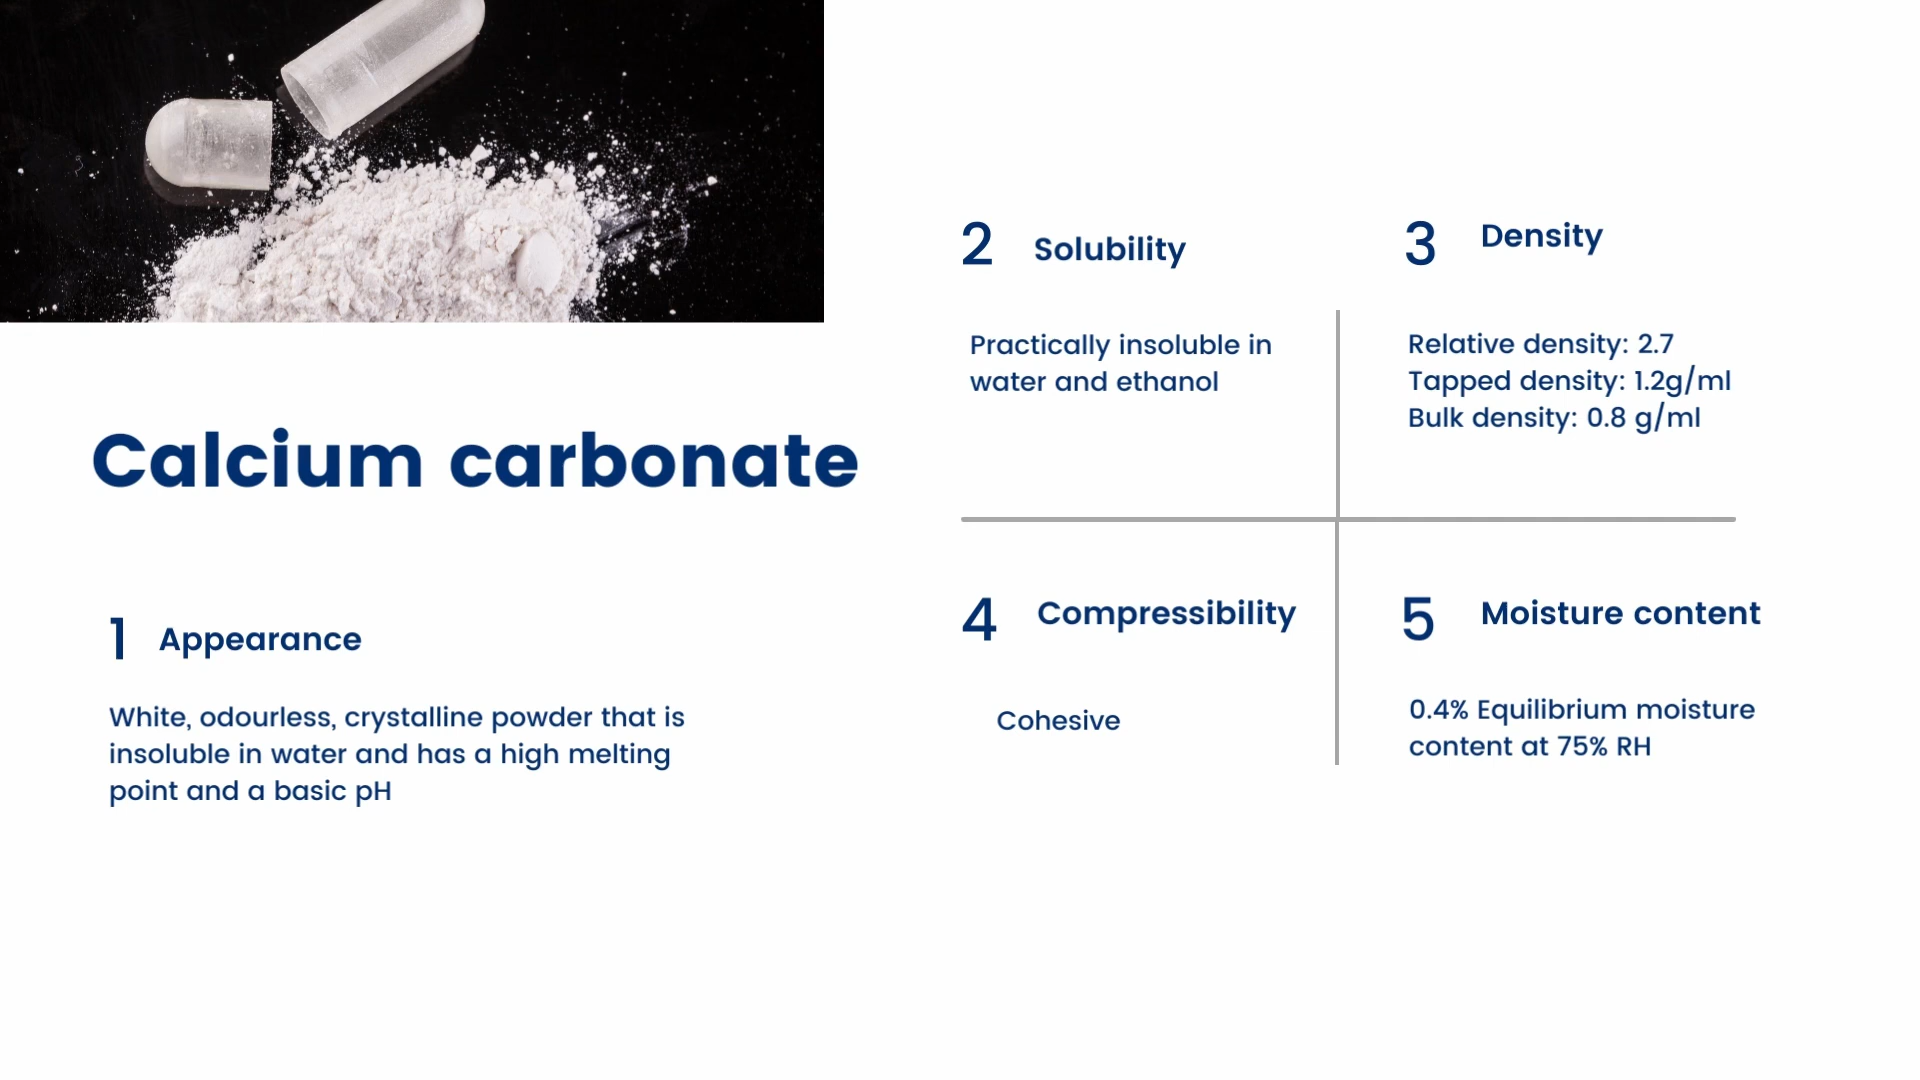 Calcium carbonate
1 Appearance
White, odourless, crystalline powder that is
insoluble in water and has a high melting
point and a basic pH
2 Solubility
Practically insoluble in
water and ethanol
3 Density
Relative density: 2.7
Tapped density: 1.2g/ml
Bulk density: 0.8 g/ml
4 Compressibility
Cohesive
5 Moisture content
0.4% Equilibrium moisture
content at 75% RH